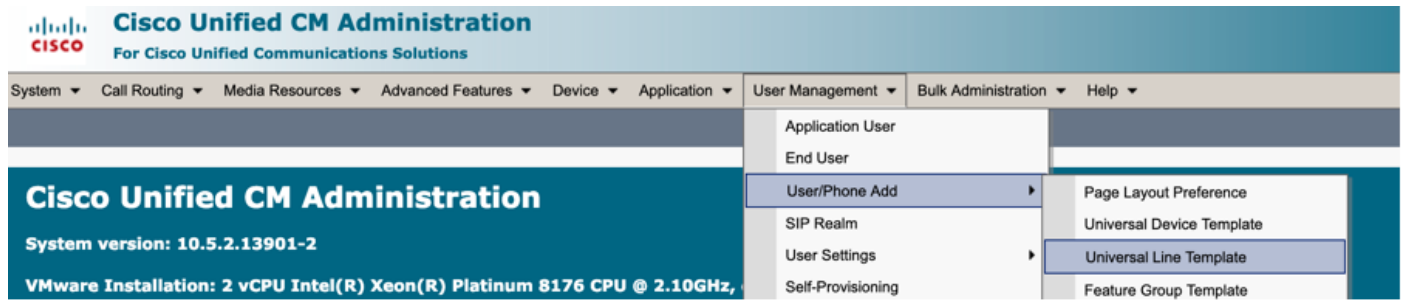 Cisco Unified CM Administration
CISCO
For Cisco Unified Communications Solutions
System Call Routing Media Resources Advanced Features Device Application User Management Bulk Administration Help
Application User
End User
User/Phone Add
SIP Realm
User Settings
Self-Provisioning
Page Layout Preference
Universal Device Template
Universal Line Template
Feature Group Template
Cisco Unified CM Administration
System version: 10.5.2.13901-2
VMware Installation: 2 vCPU Intel(R) Xeon(R) Platinum 8176 CPU @ 2.10GHz,